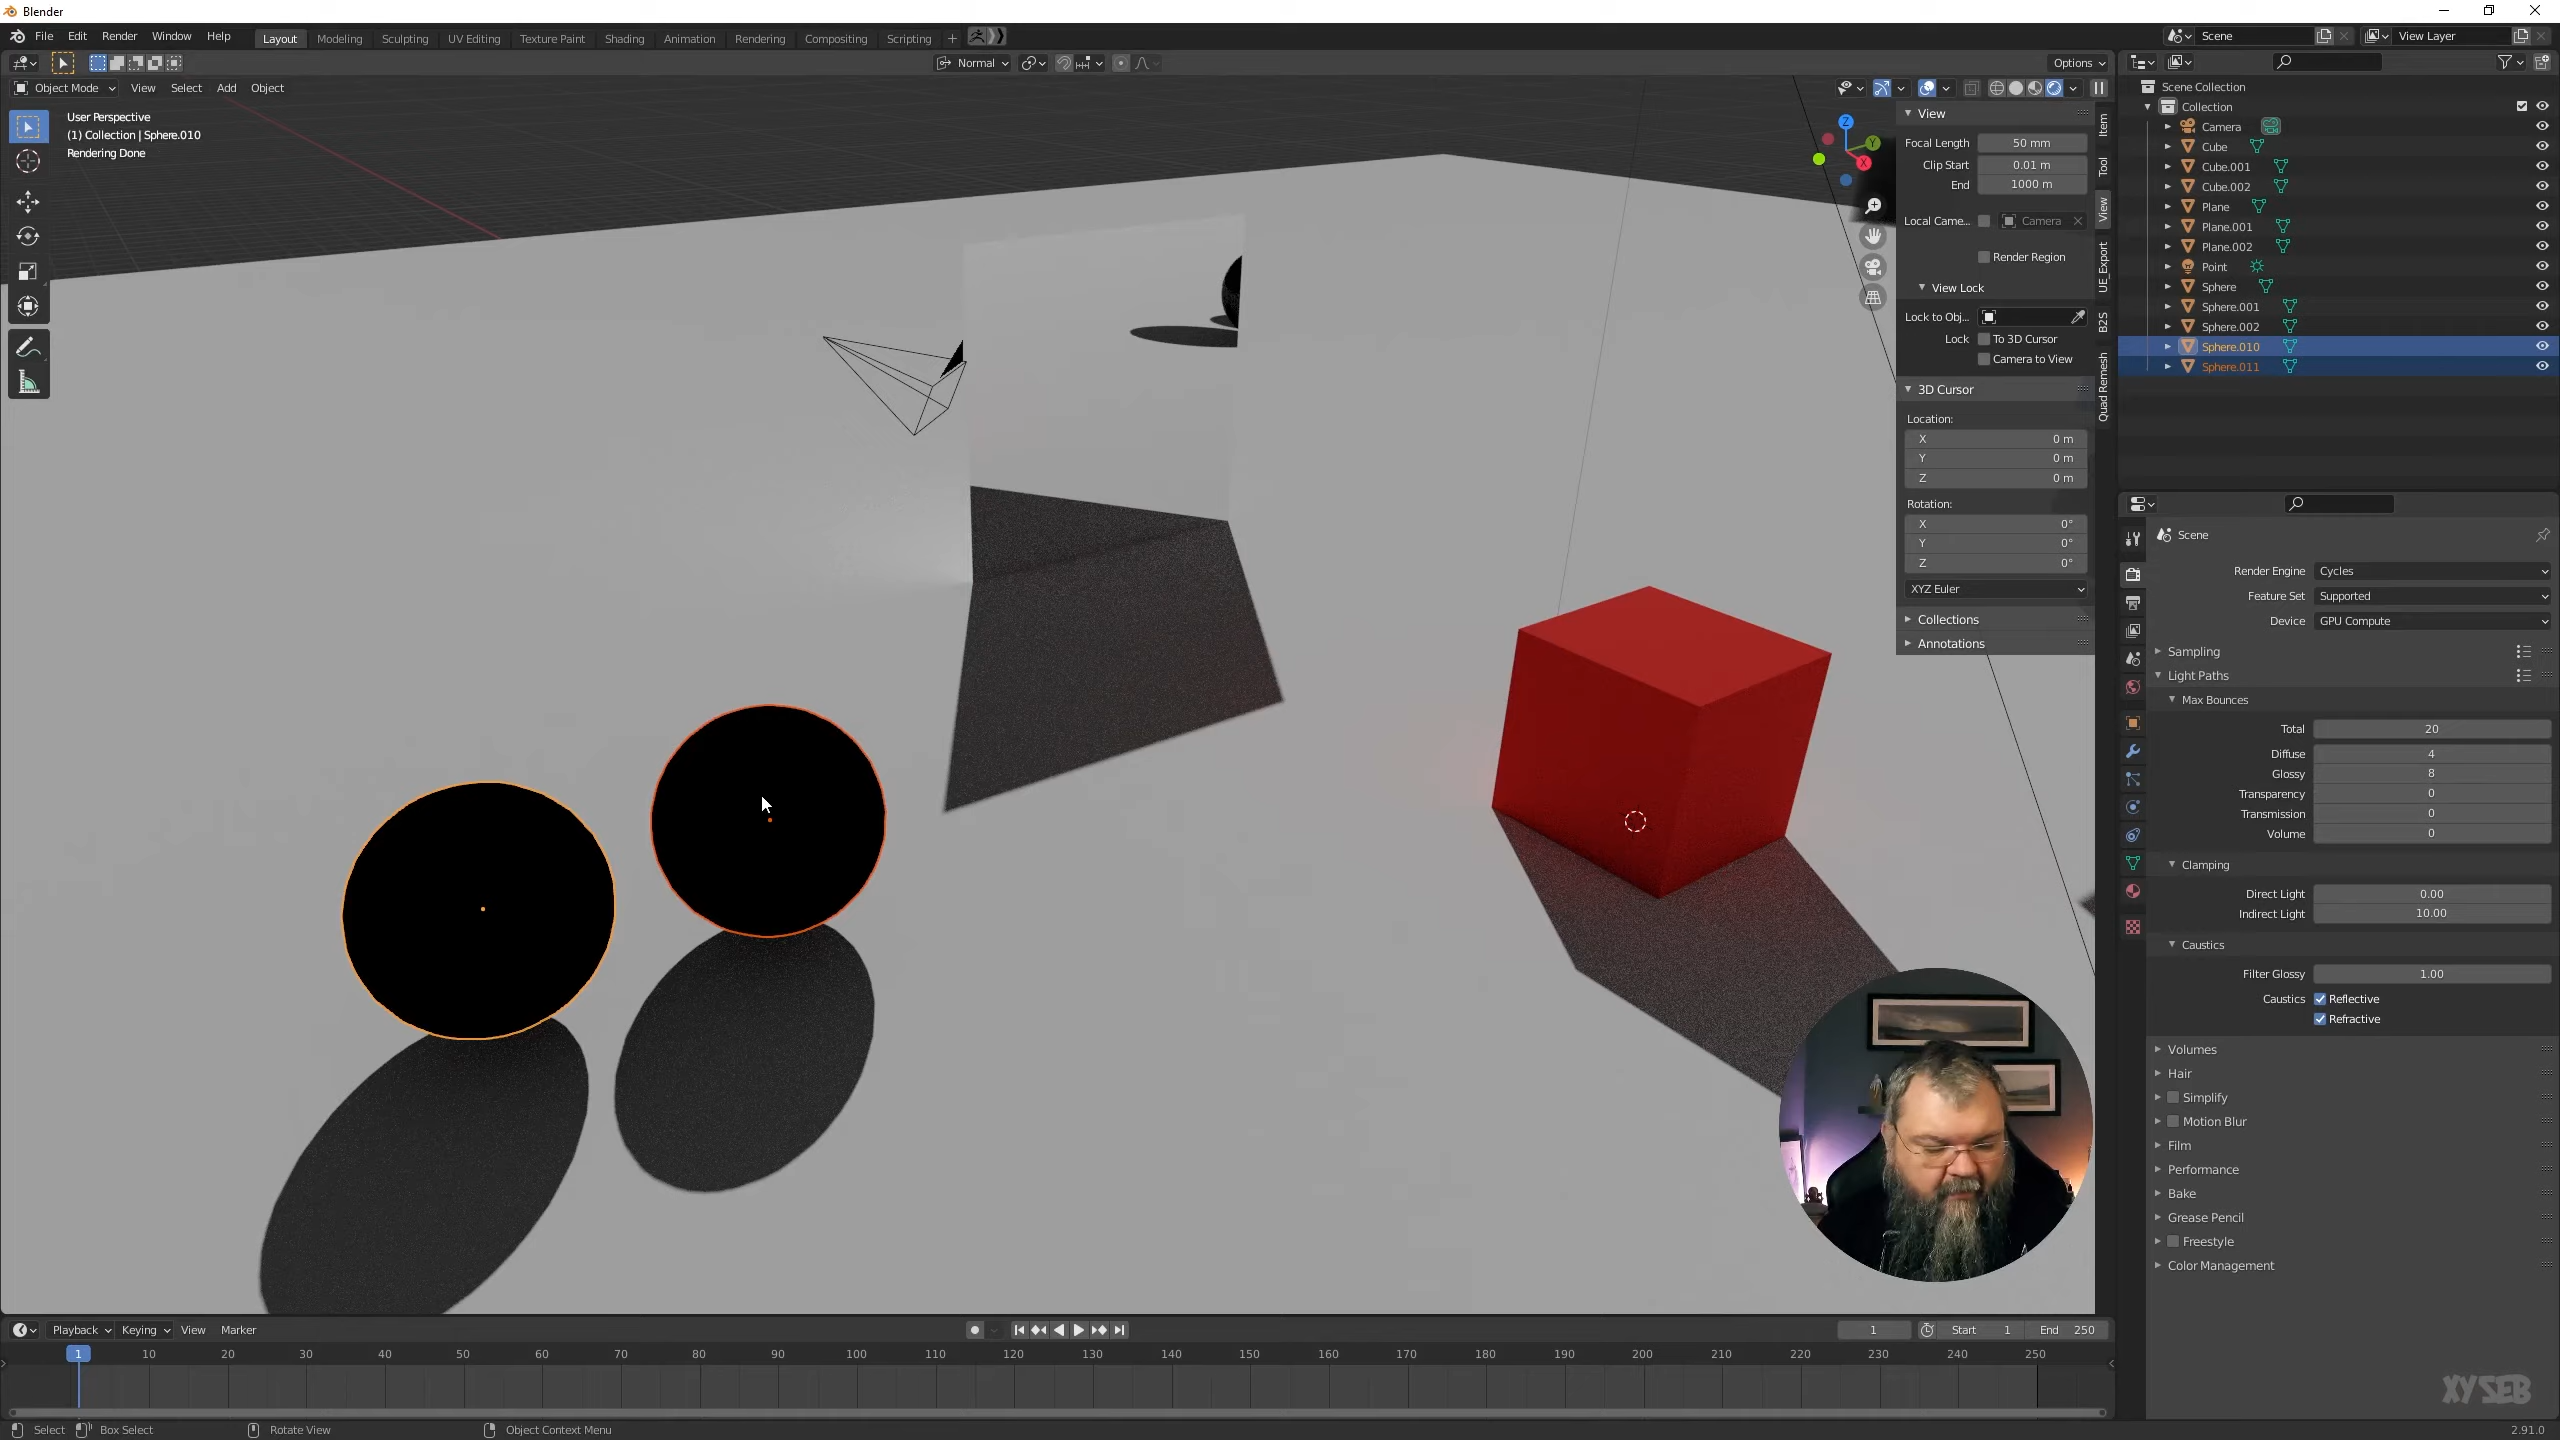 Blender
File Edit Render Window Help Layout Modeling Sculpting UV Editing Texture Paint Shading Animation Rendering Compositing Scripting + Scene View Layer
Normal Options
Object Mode View Select Add Object
User Perspective
(1) Collection | Sphere.010
Rendering Done
Z
Y
X
View
Focal Length 50 mm
Clip Start 0.01 m
End 1000 m
Local Came... Camera
Render Region
View Lock
Lock to Obj...
Lock To 3D Cursor
Camera to View
3D Cursor
Location:
X 0 m
Y 0 m
Z 0 m
Rotation:
X 0°
Y 0°
Z 0°
XYZ Euler
Collections
Annotations
Item
Tool
View
UE_Export
B2S
Quad Remesh
Scene Collection
Collection
Camera
Cube
Cube.001
Cube.002
Plane
Plane.001
Plane.002
Point
Sphere
Sphere.001
Sphere.002
Sphere.010
Sphere.011
Scene
Render Engine Cycles
Feature Set Supported
Device GPU Compute
Sampling
Light Paths
Max Bounces
Total 20
Diffuse 4
Glossy 8
Transparency 0
Transmission 0
Volume 0
Clamping
Direct Light 0.00
Indirect Light 10.00
Caustics
Filter Glossy 1.00
Caustics Reflective
Refractive
Volumes
Hair
Simplify
Motion Blur
Film
Performance
Bake
Grease Pencil
Freestyle
Color Management
XYSEB
Playback Keying View Marker 1 Start 1 End 250
1 10 20 30 40 50 60 70 80 90 100 110 120 130 140 150 160 170 180 190 200 210 220 230 240 250
Select Box Select Rotate View Object Context Menu 2.91.0